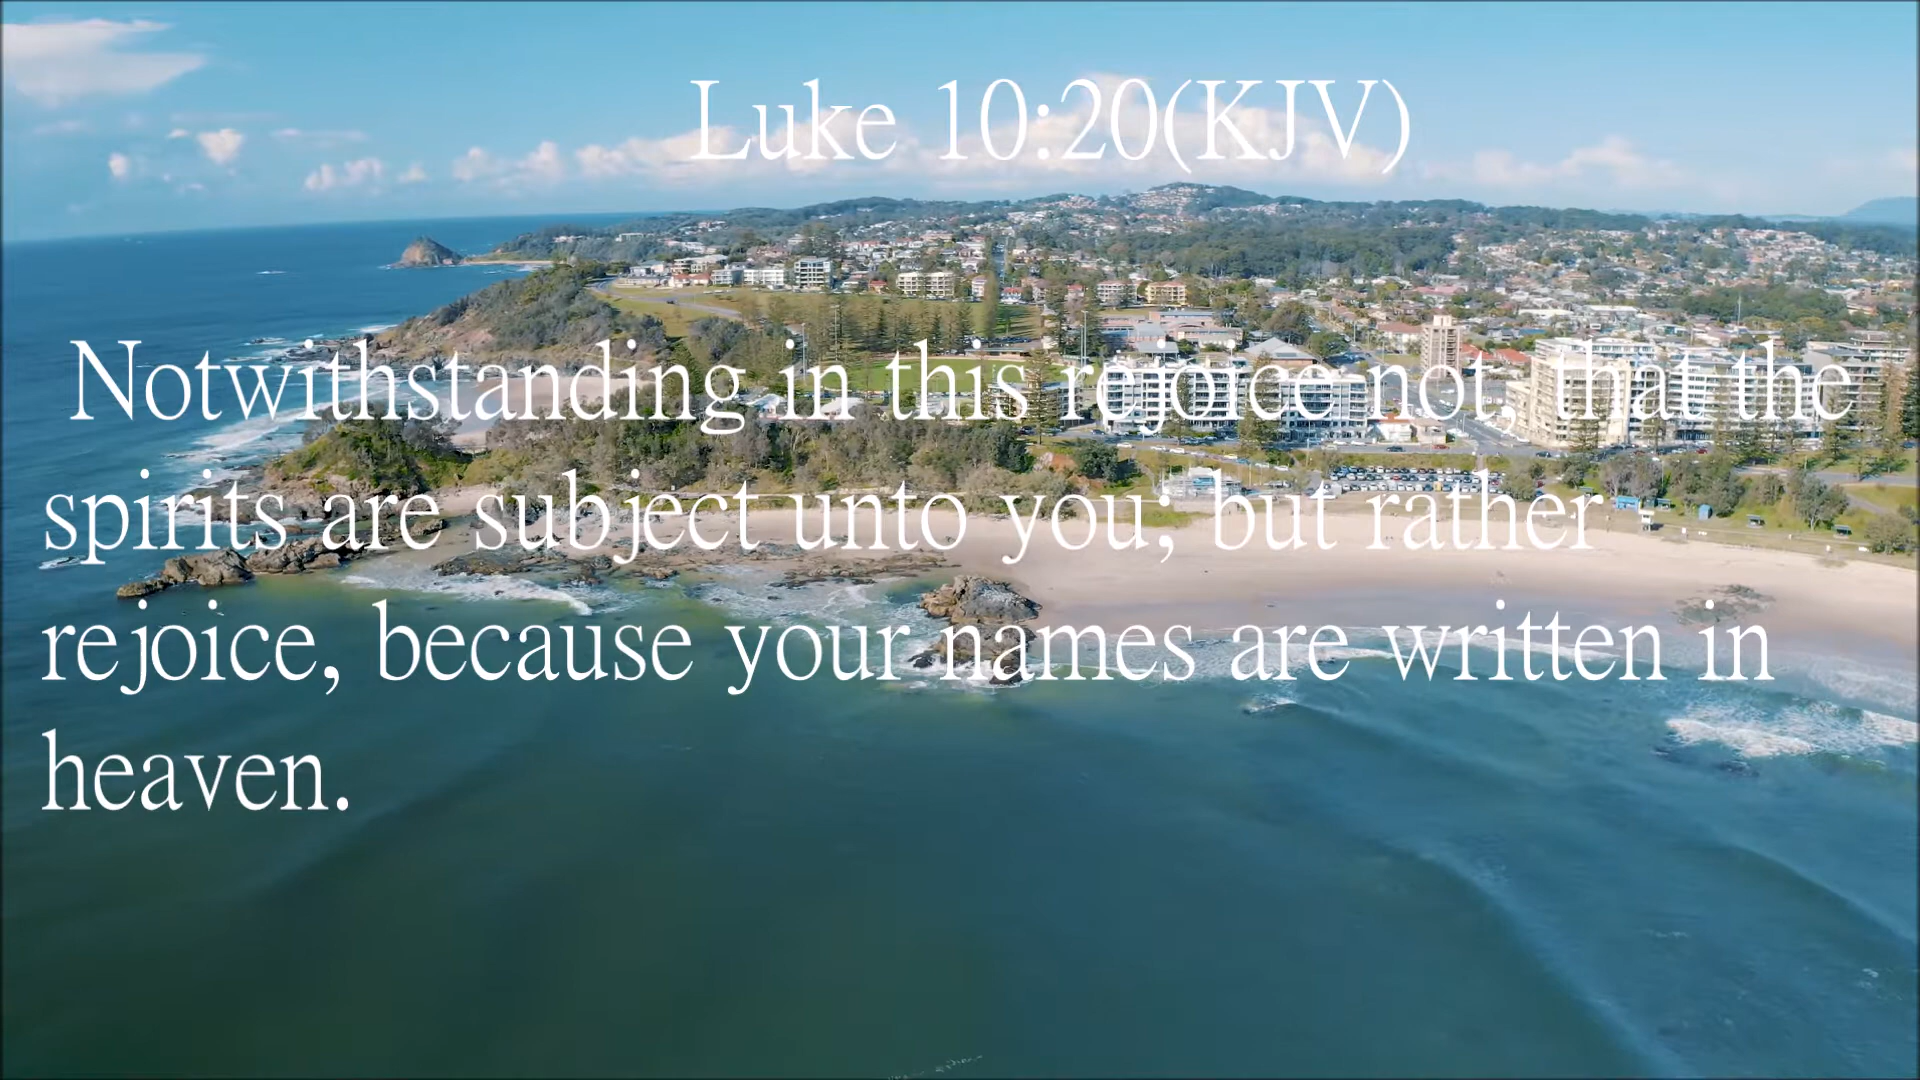 Luke 10:20(KJV)
Notwithstanding in this rejoice not, that the
spirits are subject unto you; but rather
rejoice, because your names are written in
heaven.